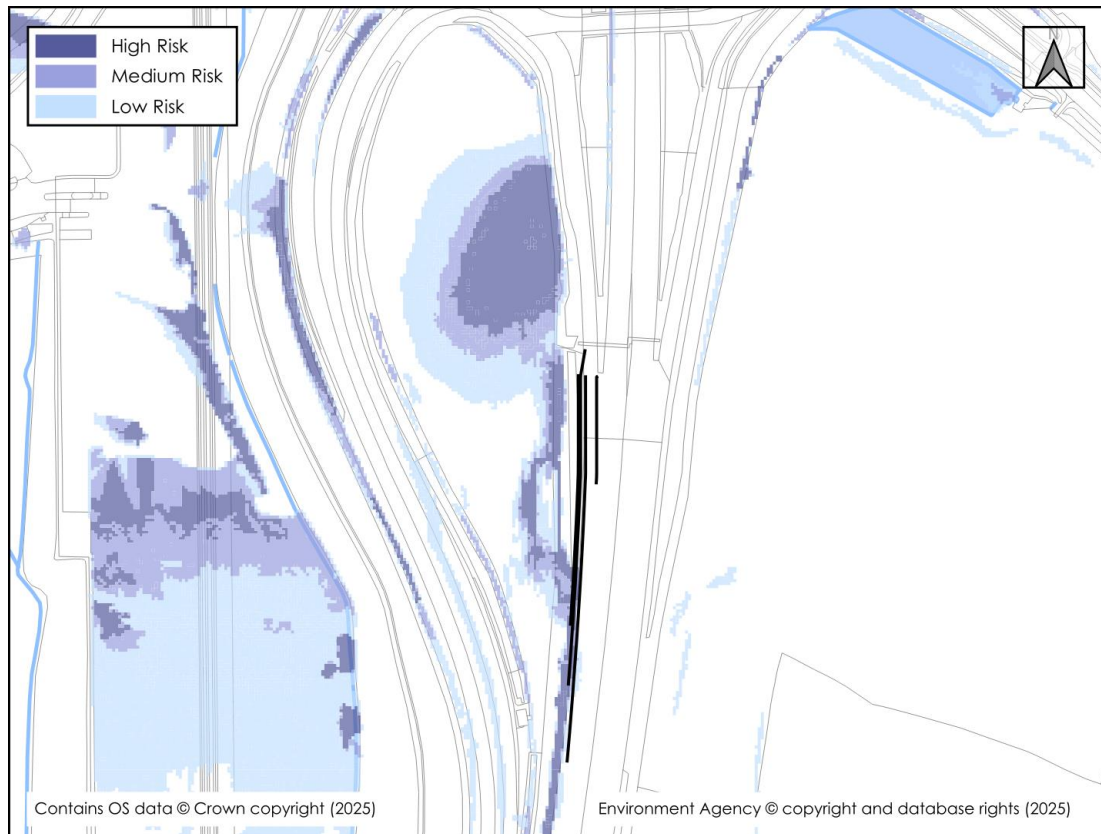 High Risk
Medium Risk
Low Risk
Contains OS data © Crown copyright (2025)
Environment Agency © copyright and database rights (2025)